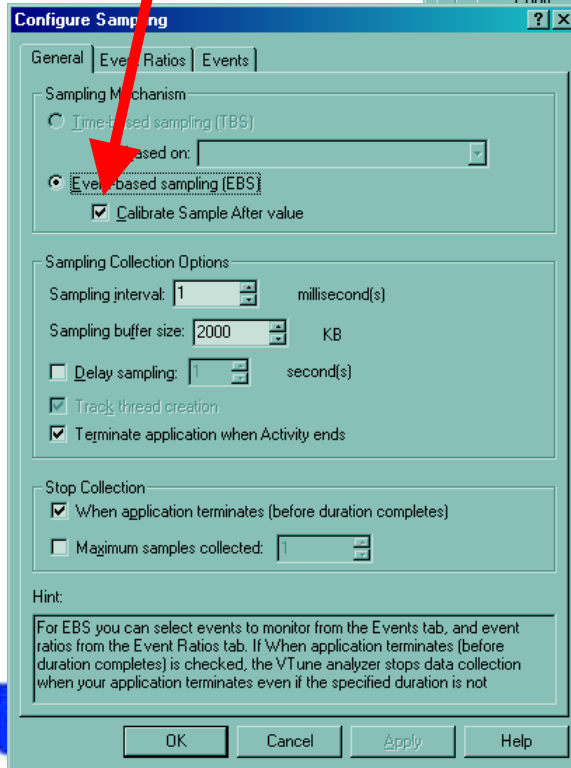 Configure Sampling
General Event Ratios Events
Sampling Mechanism
Time-based sampling (TBS)
ased on:
Event-based sampling (EBS)
Calibrate Sample After value
Sampling Collection Options
Sampling interval: 1 millisecond(s)
Sampling buffer size: 2000 KB
Delay sampling: 1 second(s)
Track thread creation
Terminate application when Activity ends
Stop Collection
When application terminates (before duration completes)
Maximum samples collected: 1
Hint:
For EBS you can select events to monitor from the Events tab, and event
ratios from the Event Ratios tab. If When application terminates (before
duration completes) is checked, the VTune analyzer stops data collection
when your application terminates even if the specified duration is not
OK Cancel Apply Help